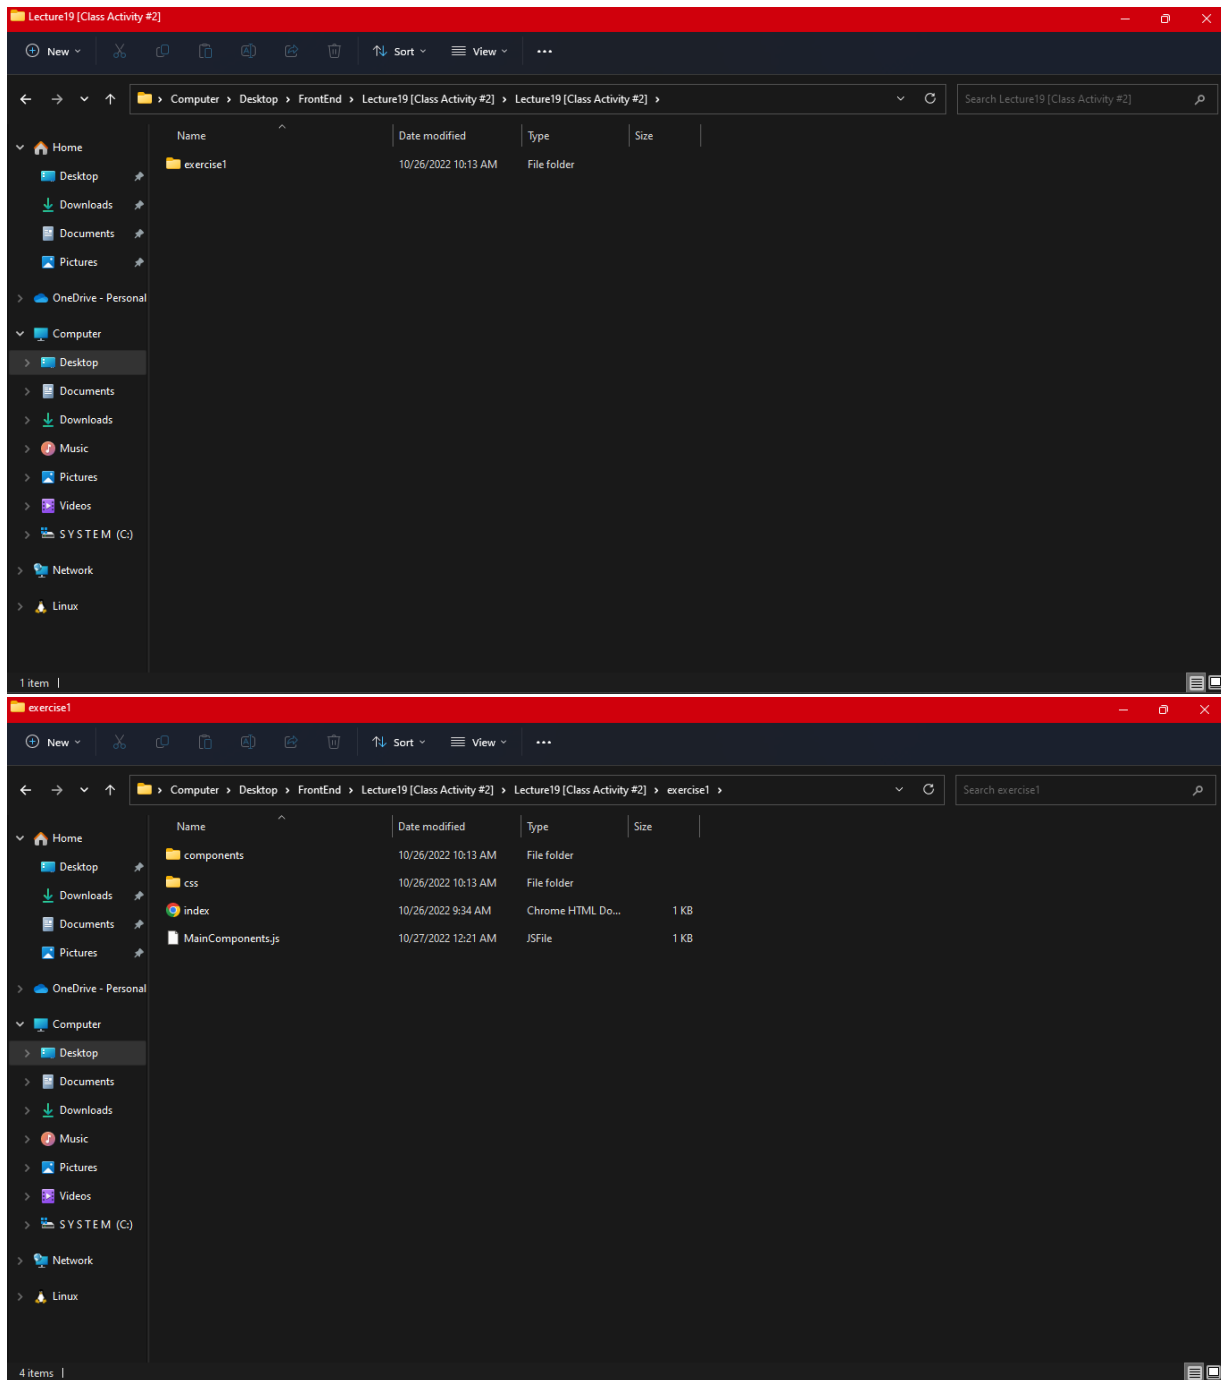 Lecture19 [Class Activity #2]
New Sort View
Computer > Desktop > FrontEnd > Lecture19 [Class Activity #2] > Lecture19 [Class Activity #2] > Search Lecture19 [Class Activity #2]
Name Date modified Type Size
Home
exercise1 10/26/2022 10:13 AM File folder
Desktop
Downloads
Documents
Pictures
OneDrive - Personal
Computer
Desktop
Documents
Downloads
Music
Pictures
Videos
S Y S T E M (C:)
Network
Linux
1 item
exercise1
New Sort View
Computer > Desktop > FrontEnd > Lecture19 [Class Activity #2] > Lecture19 [Class Activity #2] > exercise1 > Search exercise1
Name Date modified Type Size
Home
components 10/26/2022 10:13 AM File folder
Desktop
css 10/26/2022 10:13 AM File folder
Downloads
index 10/26/2022 9:34 AM Chrome HTML Do... 1 KB
Documents
MainComponents.js 10/27/2022 12:21 AM JSFile 1 KB
Pictures
OneDrive - Personal
Computer
Desktop
Documents
Downloads
Music
Pictures
Videos
S Y S T E M (C:)
Network
Linux
4 items